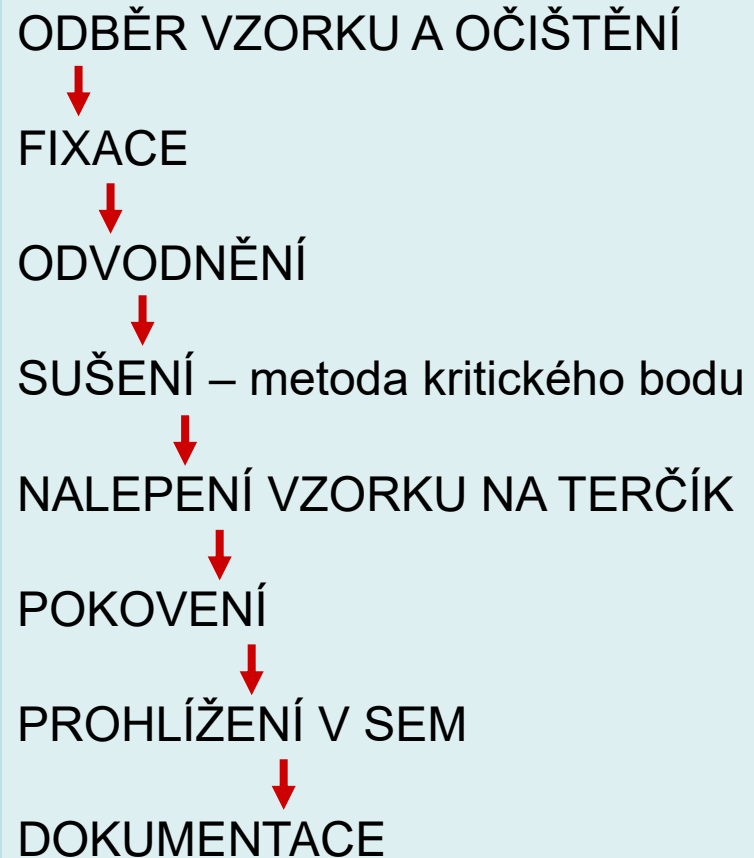 ODBĚR VZORKU A OČIŠTĚNÍ
FIXACE
ODVODNĚNÍ
SUŠENÍ – metoda kritického bodu
NALEPENÍ VZORKU NA TERČÍK
POKOVENÍ
PROHLÍŽENÍ V SEM
DOKUMENTACE